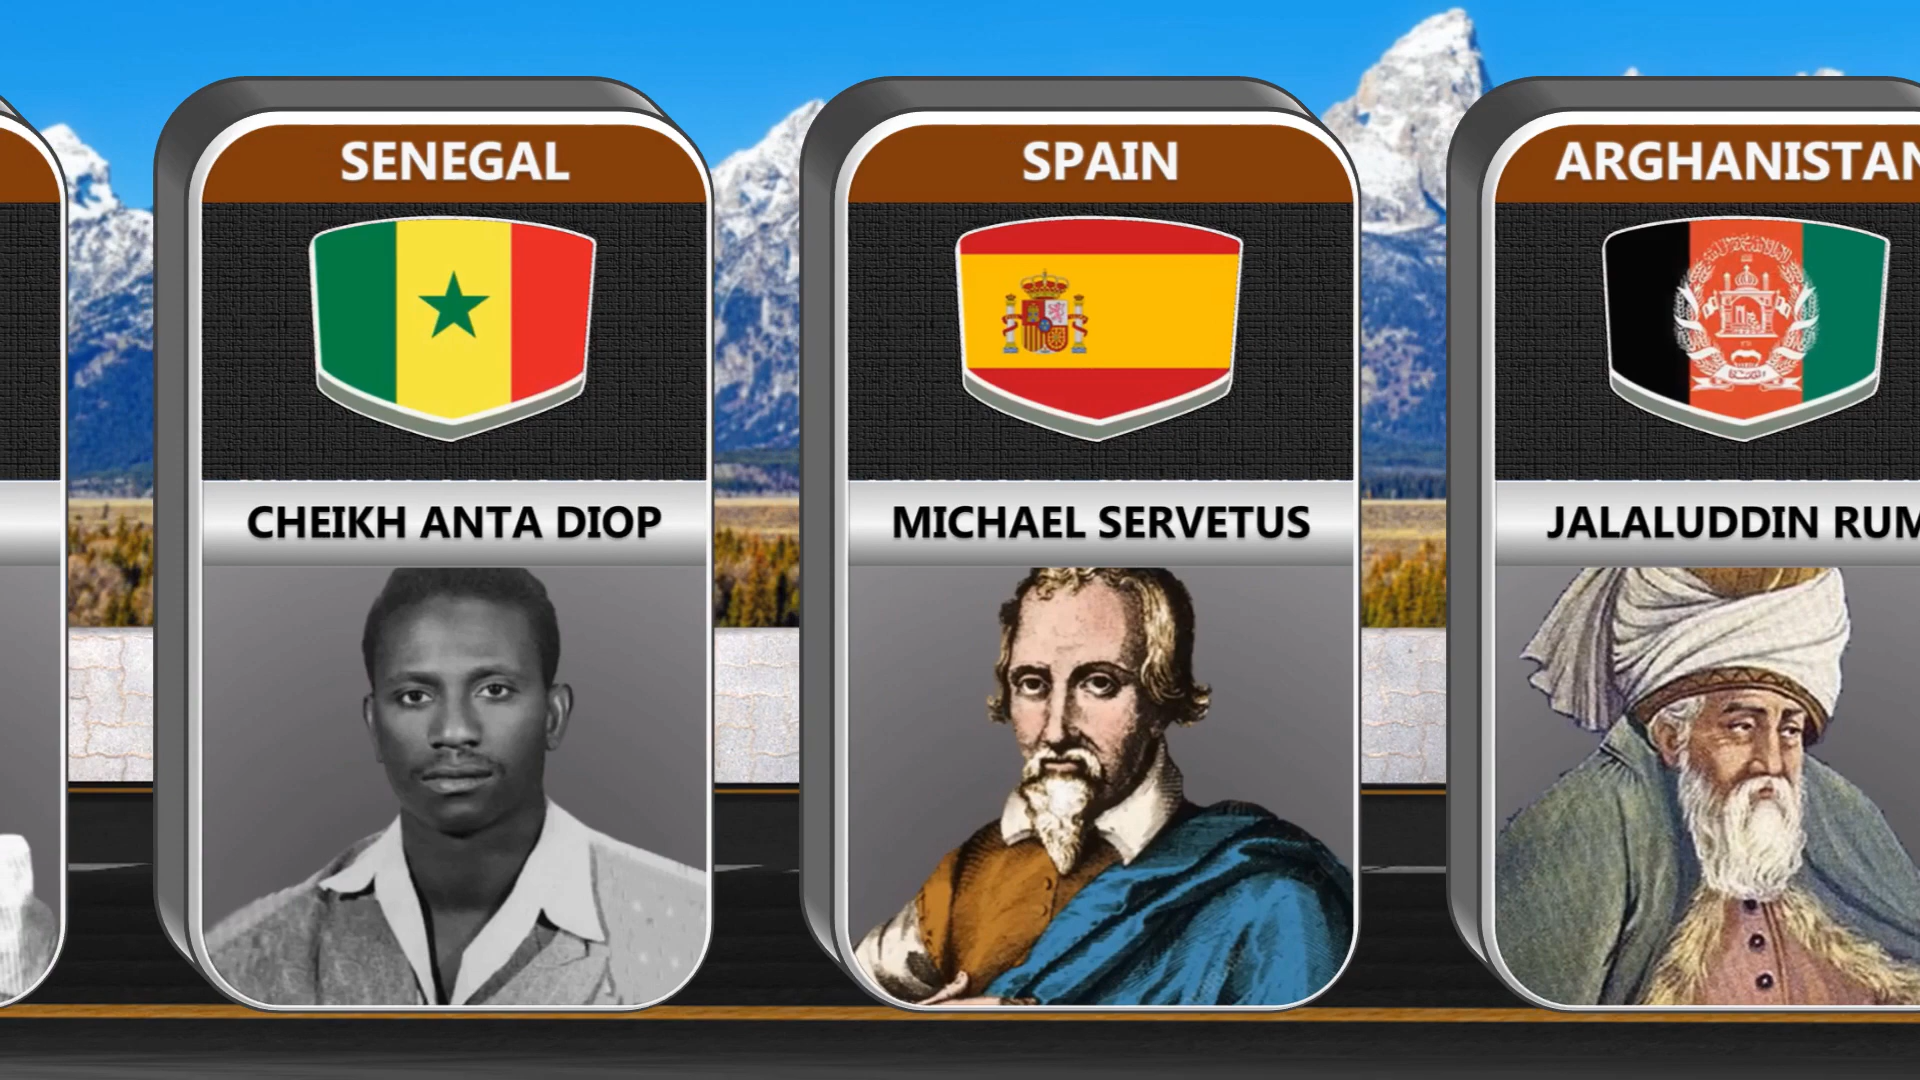 SENEGAL
CHEIKH ANTA DIOP
SPAIN
MICHAEL SERVETUS
ARGHANISTAN
JALALUDDIN RUM